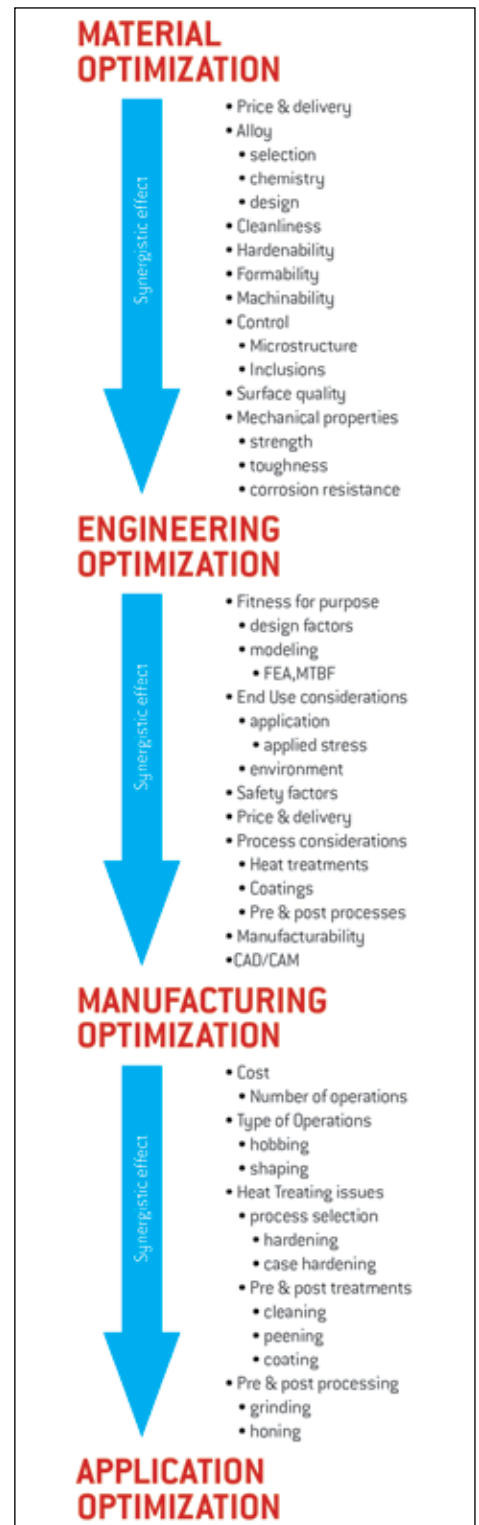 MATERIAL
OPTIMIZATION
Synergistic effect
• Price & delivery
• Alloy
• selection
• chemistry
• design
• Cleanliness
• Hardenability
• Formability
• Machinability
• Control
• Microstructure
• Inclusions
• Surface quality
• Mechanical properties
• strength
• toughness
• corrosion resistance
ENGINEERING
OPTIMIZATION
Synergistic effect
• Fitness for purpose
• design factors
• modeling
• FEA,MTBF
• End Use considerations
• application
• applied stress
• environment
• Safety factors
• Price & delivery
• Process considerations
• Heat treatments
• Coatings
• Pre & post processes
• Manufacturability
•CAD/CAM
MANUFACTURING
OPTIMIZATION
Synergistic effect
• Cost
• Number of operations
• Type of Operations
• hobbing
• shaping
• Heat Treating issues
• process selection
• hardening
• case hardening
• Pre & post treatments
• cleaning
• peening
• coating
• Pre & post processing
• grinding
• honing
APPLICATION
OPTIMIZATION